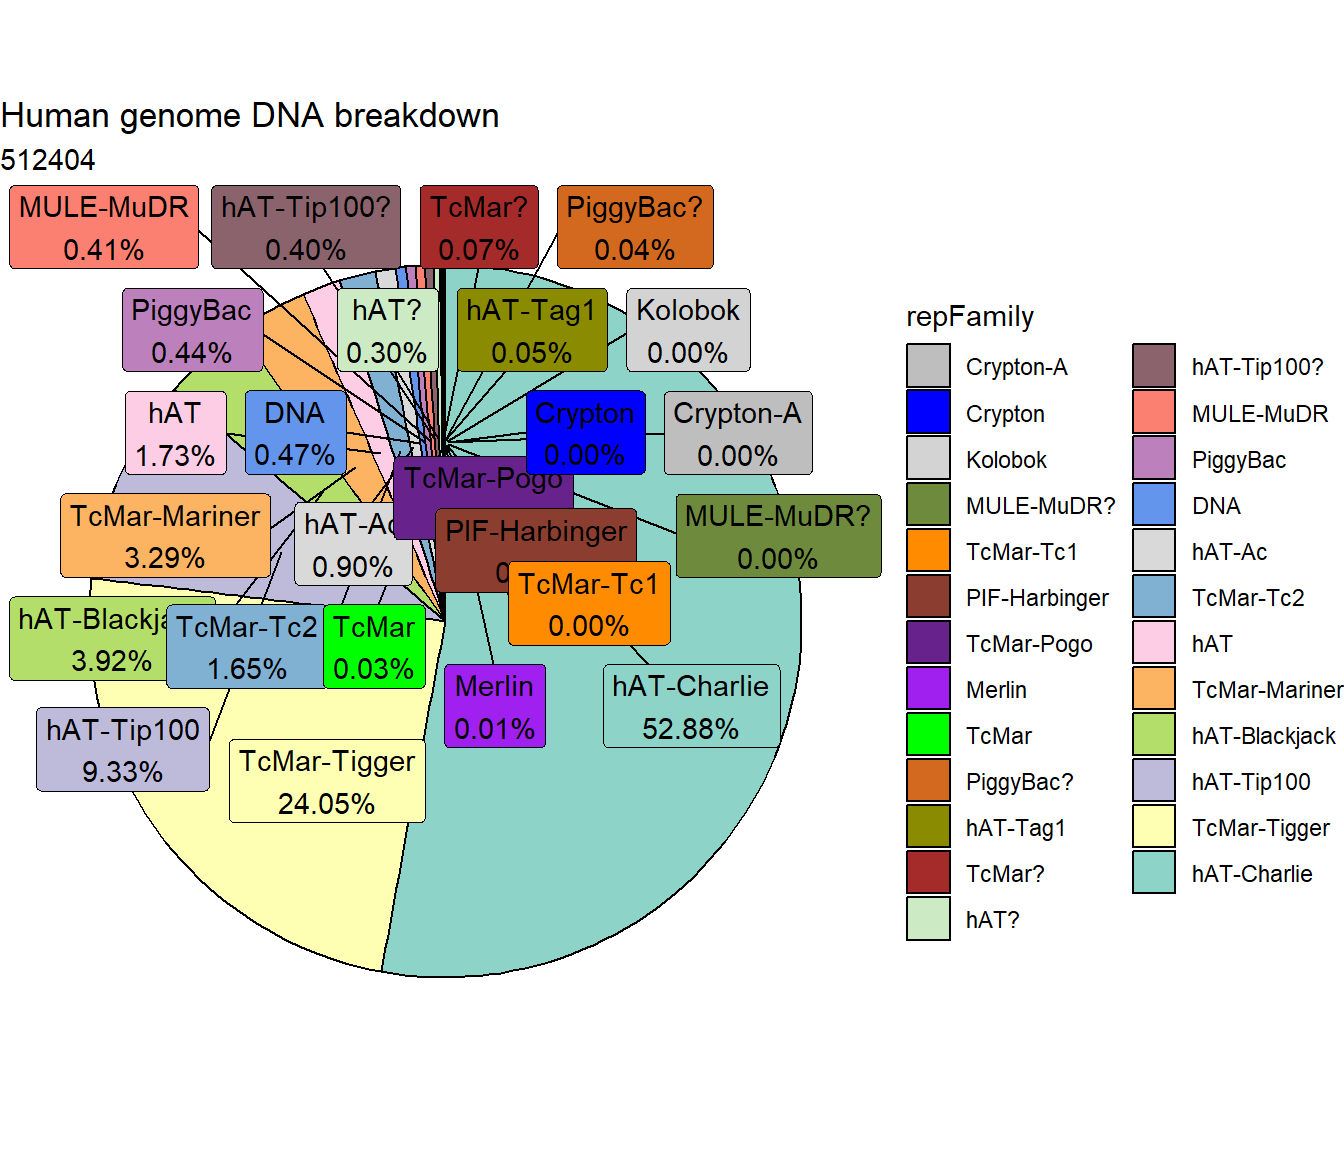 Human genome DNA breakdown
512404
MULE-MuDR
0.41%
hAT-Tip100?
0.40%
TcMar?
0.07%
PiggyBac?
0.04%
PiggyBac
0.44%
hAT?
0.30%
hAT-Tag1
0.05%
Kolobok
0.00%
hAT
1.73%
DNA
0.47%
Crypton
0.00%
Crypton-A
0.00%
TcMar-Pogo
TcMar-Mariner
3.29%
hAT-Ac
0.90%
PIF-Harbinger
MULE-MuDR?
0.00%
TcMar-Tc1
0.00%
hAT-Blackja
3.92%
TcMar-Tc2
1.65%
TcMar
0.03%
Merlin
0.01%
hAT-Charlie
52.88%
hAT-Tip100
9.33%
TcMar-Tigger
24.05%
repFamily
Crypton-A
Crypton
Kolobok
MULE-MuDR?
TcMar-Tc1
PIF-Harbinger
TcMar-Pogo
Merlin
TcMar
PiggyBac?
hAT-Tag1
TcMar?
hAT?
hAT-Tip100?
MULE-MuDR
PiggyBac
DNA
hAT-Ac
TcMar-Tc2
hAT
TcMar-Mariner
hAT-Blackjack
hAT-Tip100
TcMar-Tigger
hAT-Charlie